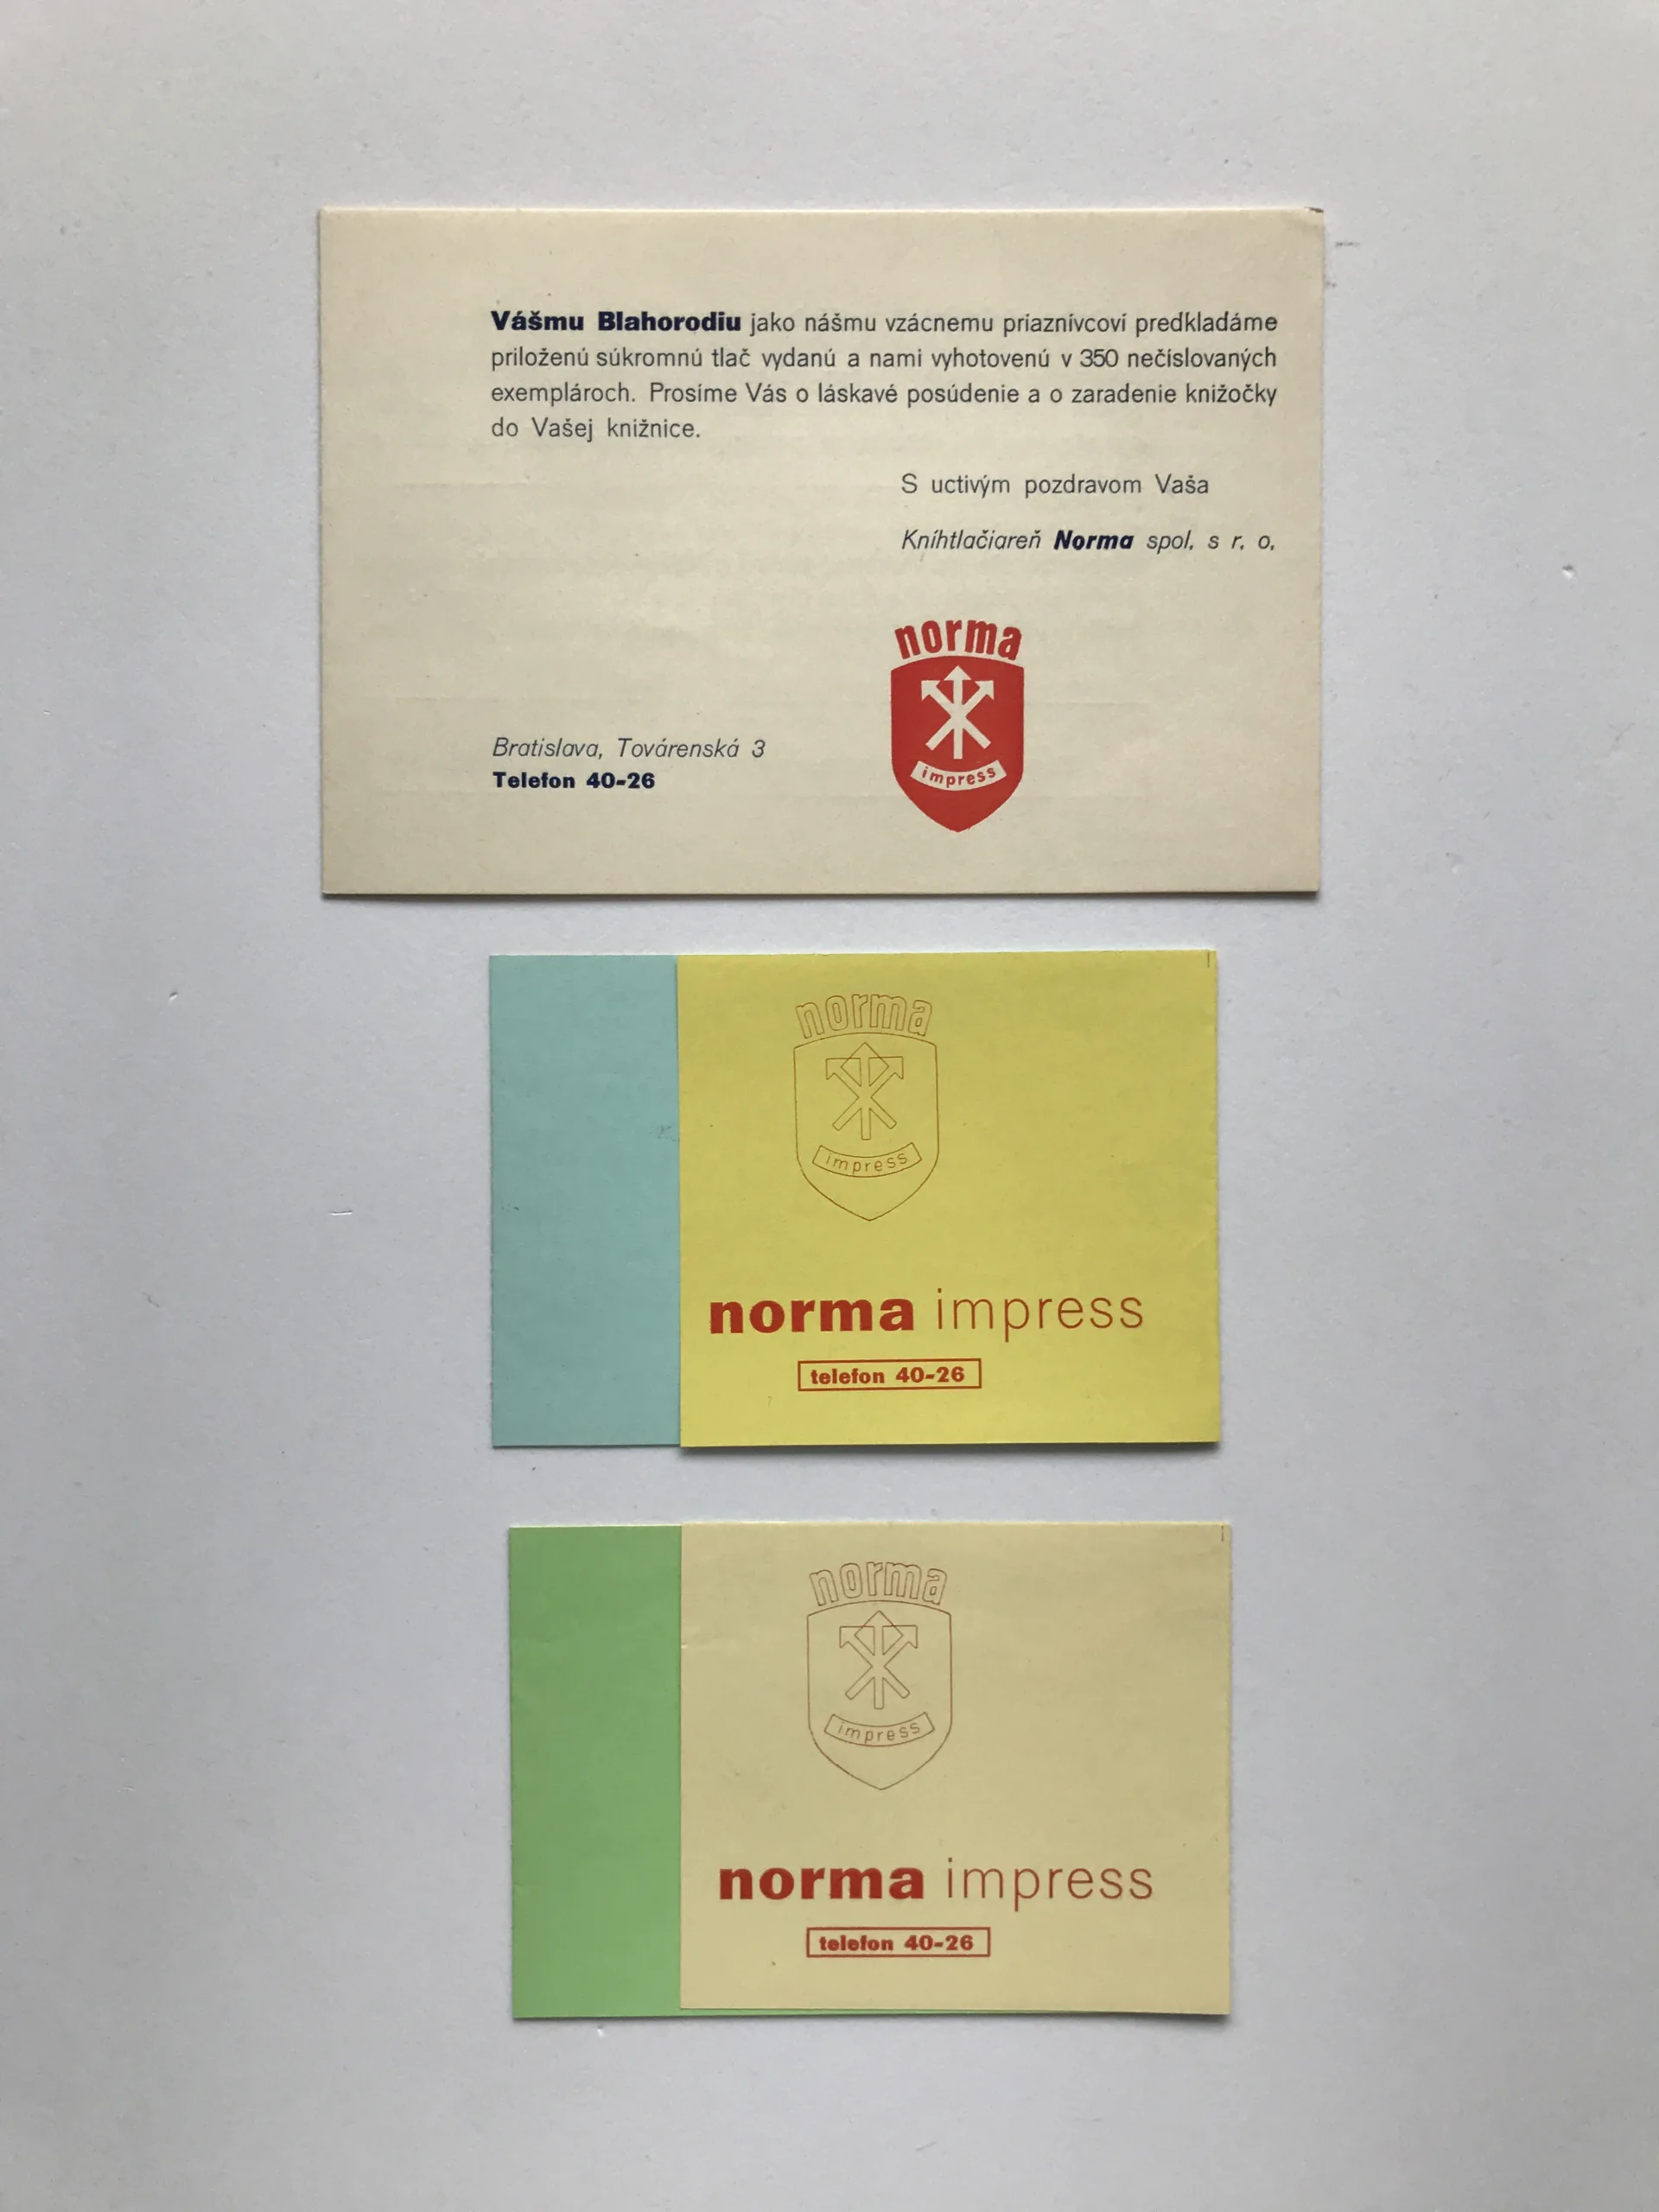 Vášmu Blahorodiu jako nášmu vzácnemu priaznivcovi predkladáme
priloženú súkromnú tlač vydanú a nami vyhotovenú v 350 nečíslovaných
exemplároch. Prosíme Vás o láskavé posúdenie a o zaradenie knižočky
do Vašej knižnice.
S uctivým pozdravom Vaša
Kníhtlačiareň Norma spol. s r. o.
norma
impress
Bratislava, Továrenská 3
Telefon 40-26
norma
impress
norma impress
telefon 40-26
norma
impress
norma impress
telefon 40-26